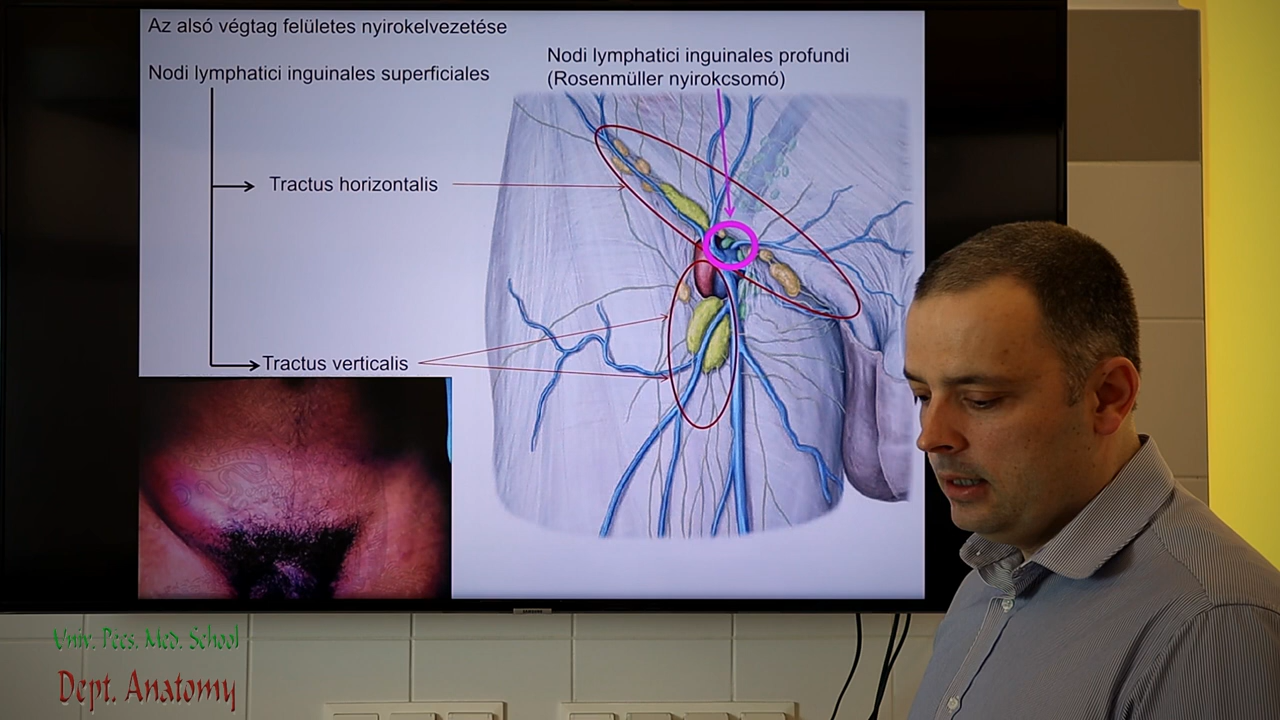 Az alsó végtag felületes nyirokelvezetése
Nodi lymphatici inguinales superficiales
Nodi lymphatici inguinales profundi
(Rosenmüller nyirokcsomó)
Tractus horizontalis
Tractus verticalis
Univ. Pécs. Med. School
Dept. Anatomy